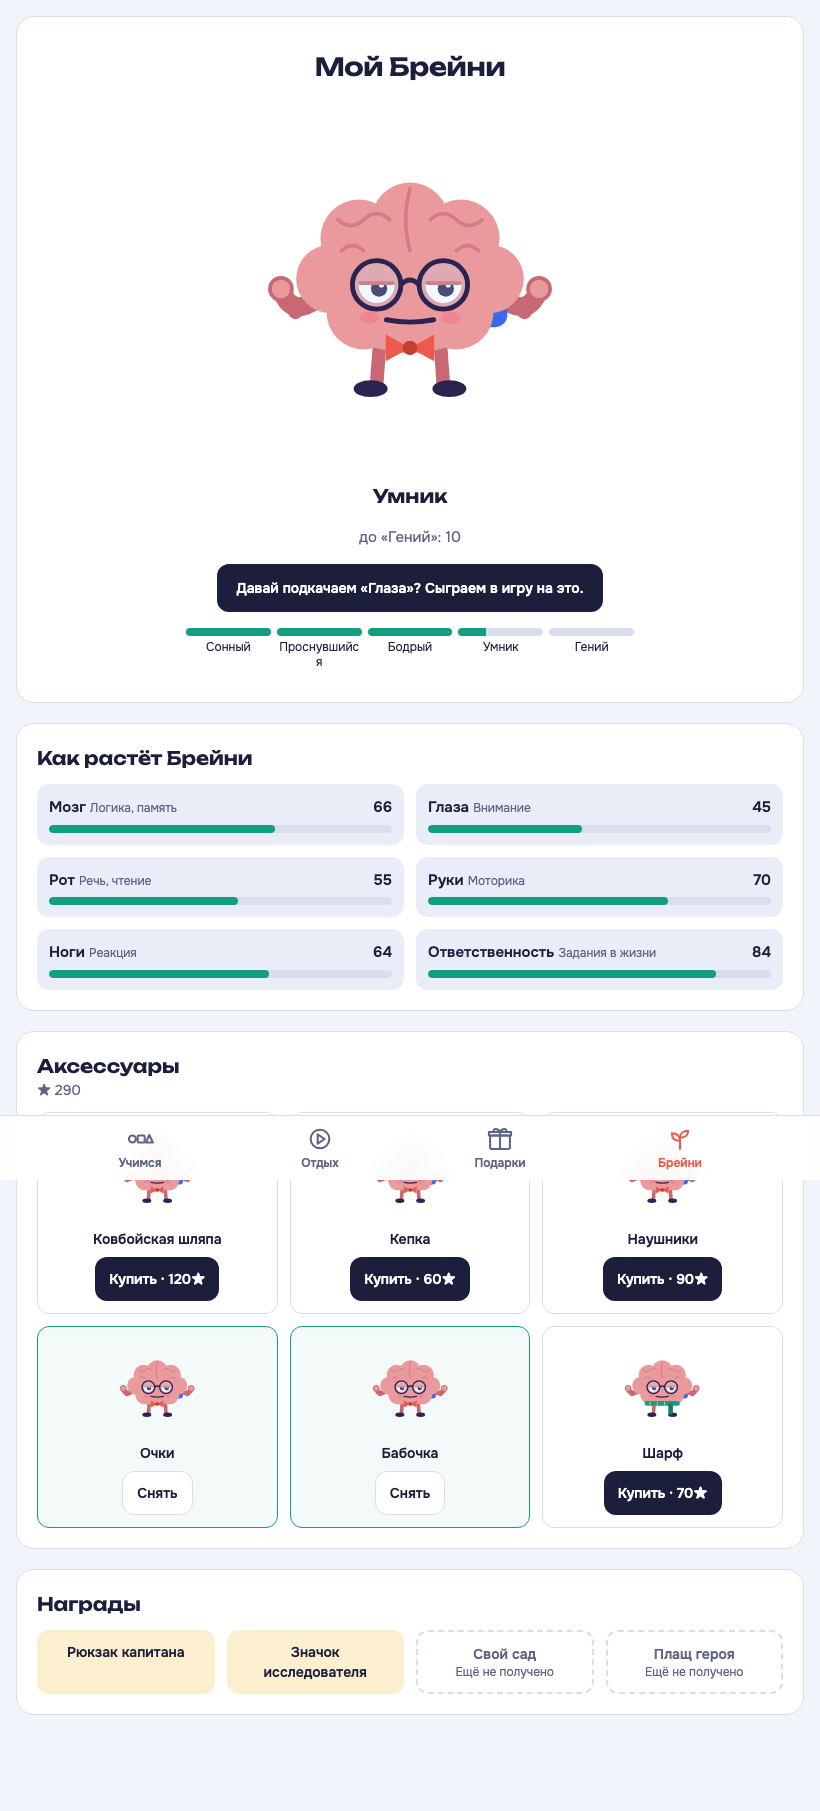 Мой Брейни
Умник
до «Гений»: 10
Давай подкачаем «Глаза»? Сыграем в игру на это.
Сонный
Проснувшийс
я
Бодрый
Умник
Гений
Как растёт Брейни
Мозг Логика, память 66
Глаза Внимание 45
Рот Речь, чтение 55
Руки Моторика 70
Ноги Реакция 64
Ответственность Задания в жизни 84
Аксессуары
★ 290
Учимся
Отдых
Подарки
Брейни
Ковбойская шляпа
Купить · 120★
Кепка
Купить · 60★
Наушники
Купить · 90★
Очки
Снять
Бабочка
Снять
Шарф
Купить · 70★
Награды
Рюкзак капитана
Значок
исследователя
Свой сад
Ещё не получено
Плащ героя
Ещё не получено